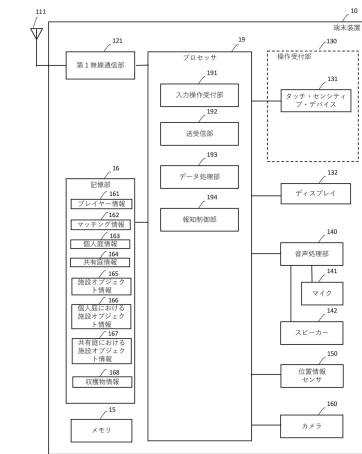 10
端末装置
111
121
第１無線通信部
19
プロセッサ
191
入力操作受付部
192
送受信部
193
データ処理部
194
報知制御部
130
操作受付部
131
タッチ・センシティ
ブ・デバイス
132
ディスプレイ
140
音声処理部
141
マイク
142
スピーカー
150
位置情報
センサ
160
カメラ
16
記憶部
161
プレイヤー情報
162
マッチング情報
163
個人庭情報
164
共有庭情報
165
施設オブジェク
ト情報
166
個人庭における
施設オブジェク
ト情報
167
共有庭における
施設オブジェク
ト情報
168
収穫物情報
15
メモリ